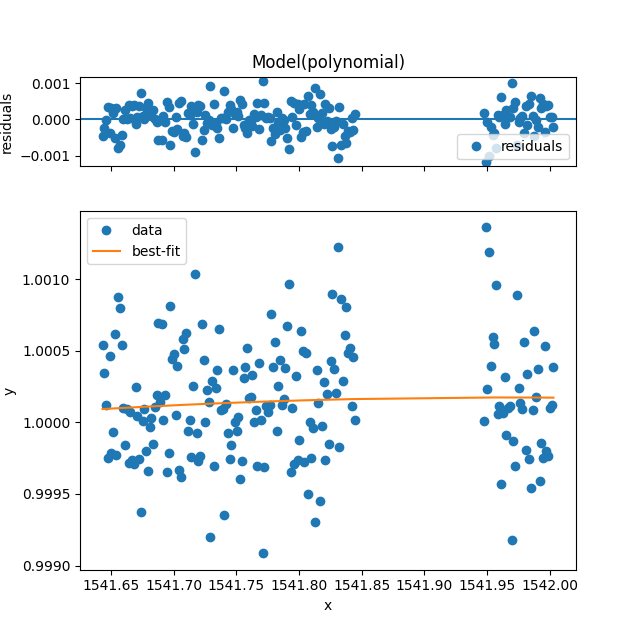 Model(polynomial)
0.001
0.000
−0.001
residuals
residuals
data
best-fit
1.0010
1.0005
1.0000
0.9995
0.9990
y
1541.65 1541.70 1541.75 1541.80 1541.85 1541.90 1541.95 1542.00
x